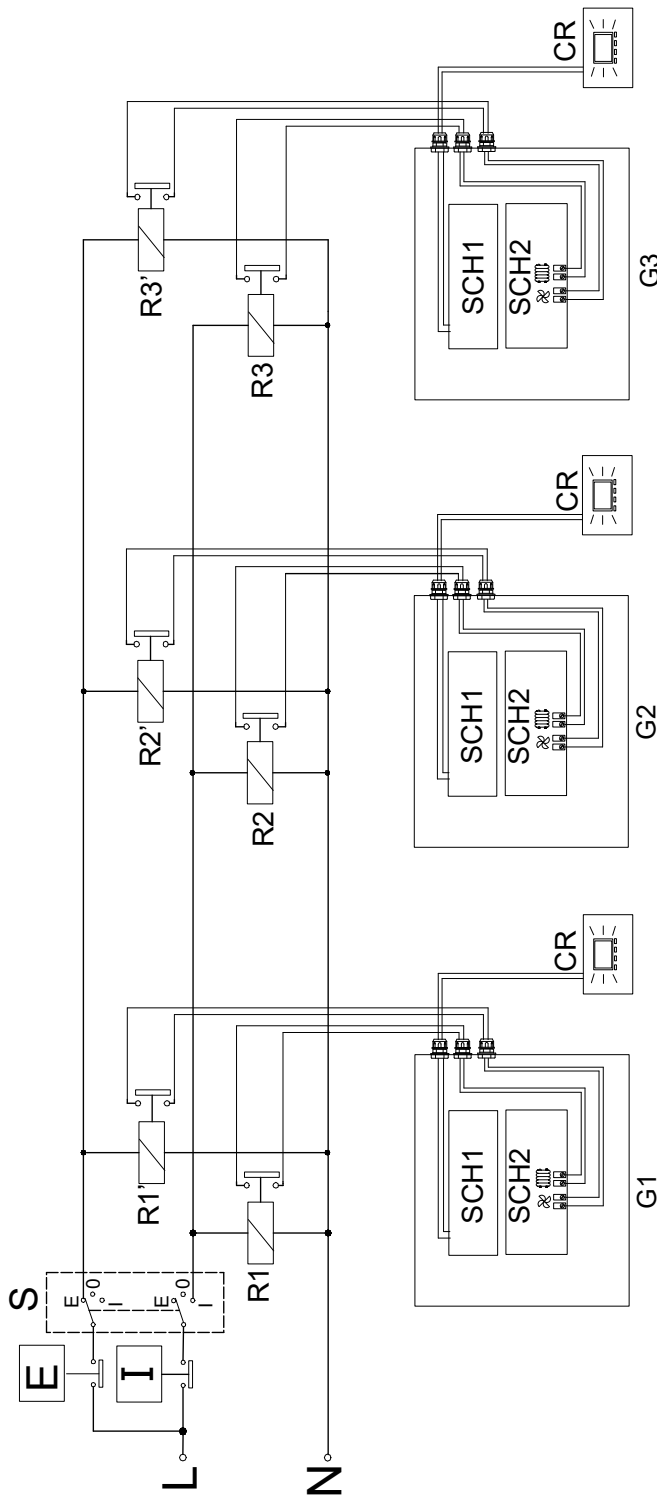 L
N
E
I
S
E
0
I
E
0
I
R1'
R1
R2'
R2
R3'
R3
SCH1
SCH2
G1
CR
SCH1
SCH2
G2
CR
SCH1
SCH2
G3
CR